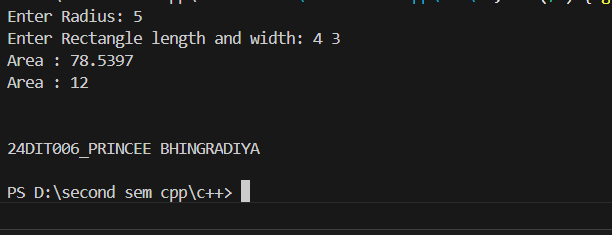 Enter Radius: 5
Enter Rectangle length and width: 4 3
Area : 78.5397
Area : 12
24DIT006_PRINCEE BHINGRADIYA
PS D:\second sem cpp\c++>